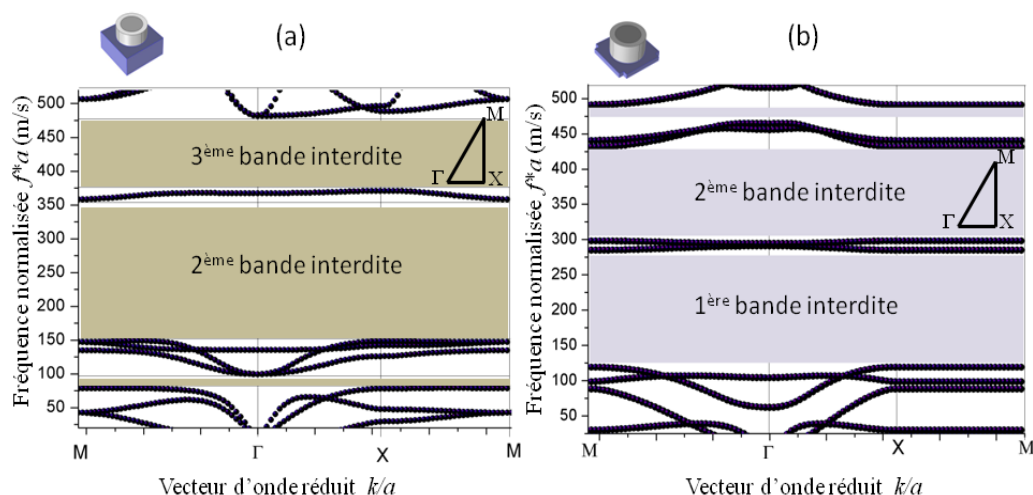 (a)
Fréquence normalisée f*a (m/s)
500
450
400
350
300
250
200
150
100
50
3ème bande interdite
2ème bande interdite
M
Γ
X
M
Γ
X
M
Vecteur d'onde réduit k/a
(b)
Fréquence normalisée f*a (m/s)
500
450
400
350
300
250
200
150
100
50
2ème bande interdite
1ère bande interdite
M
Γ
X
M
Γ
X
M
Vecteur d'onde réduit k/a